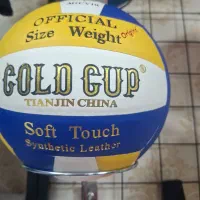 OFFICIAL
Size Weight
GOLD CUP®
TIANJIN CHINA
Soft Touch
Synthetic Leather